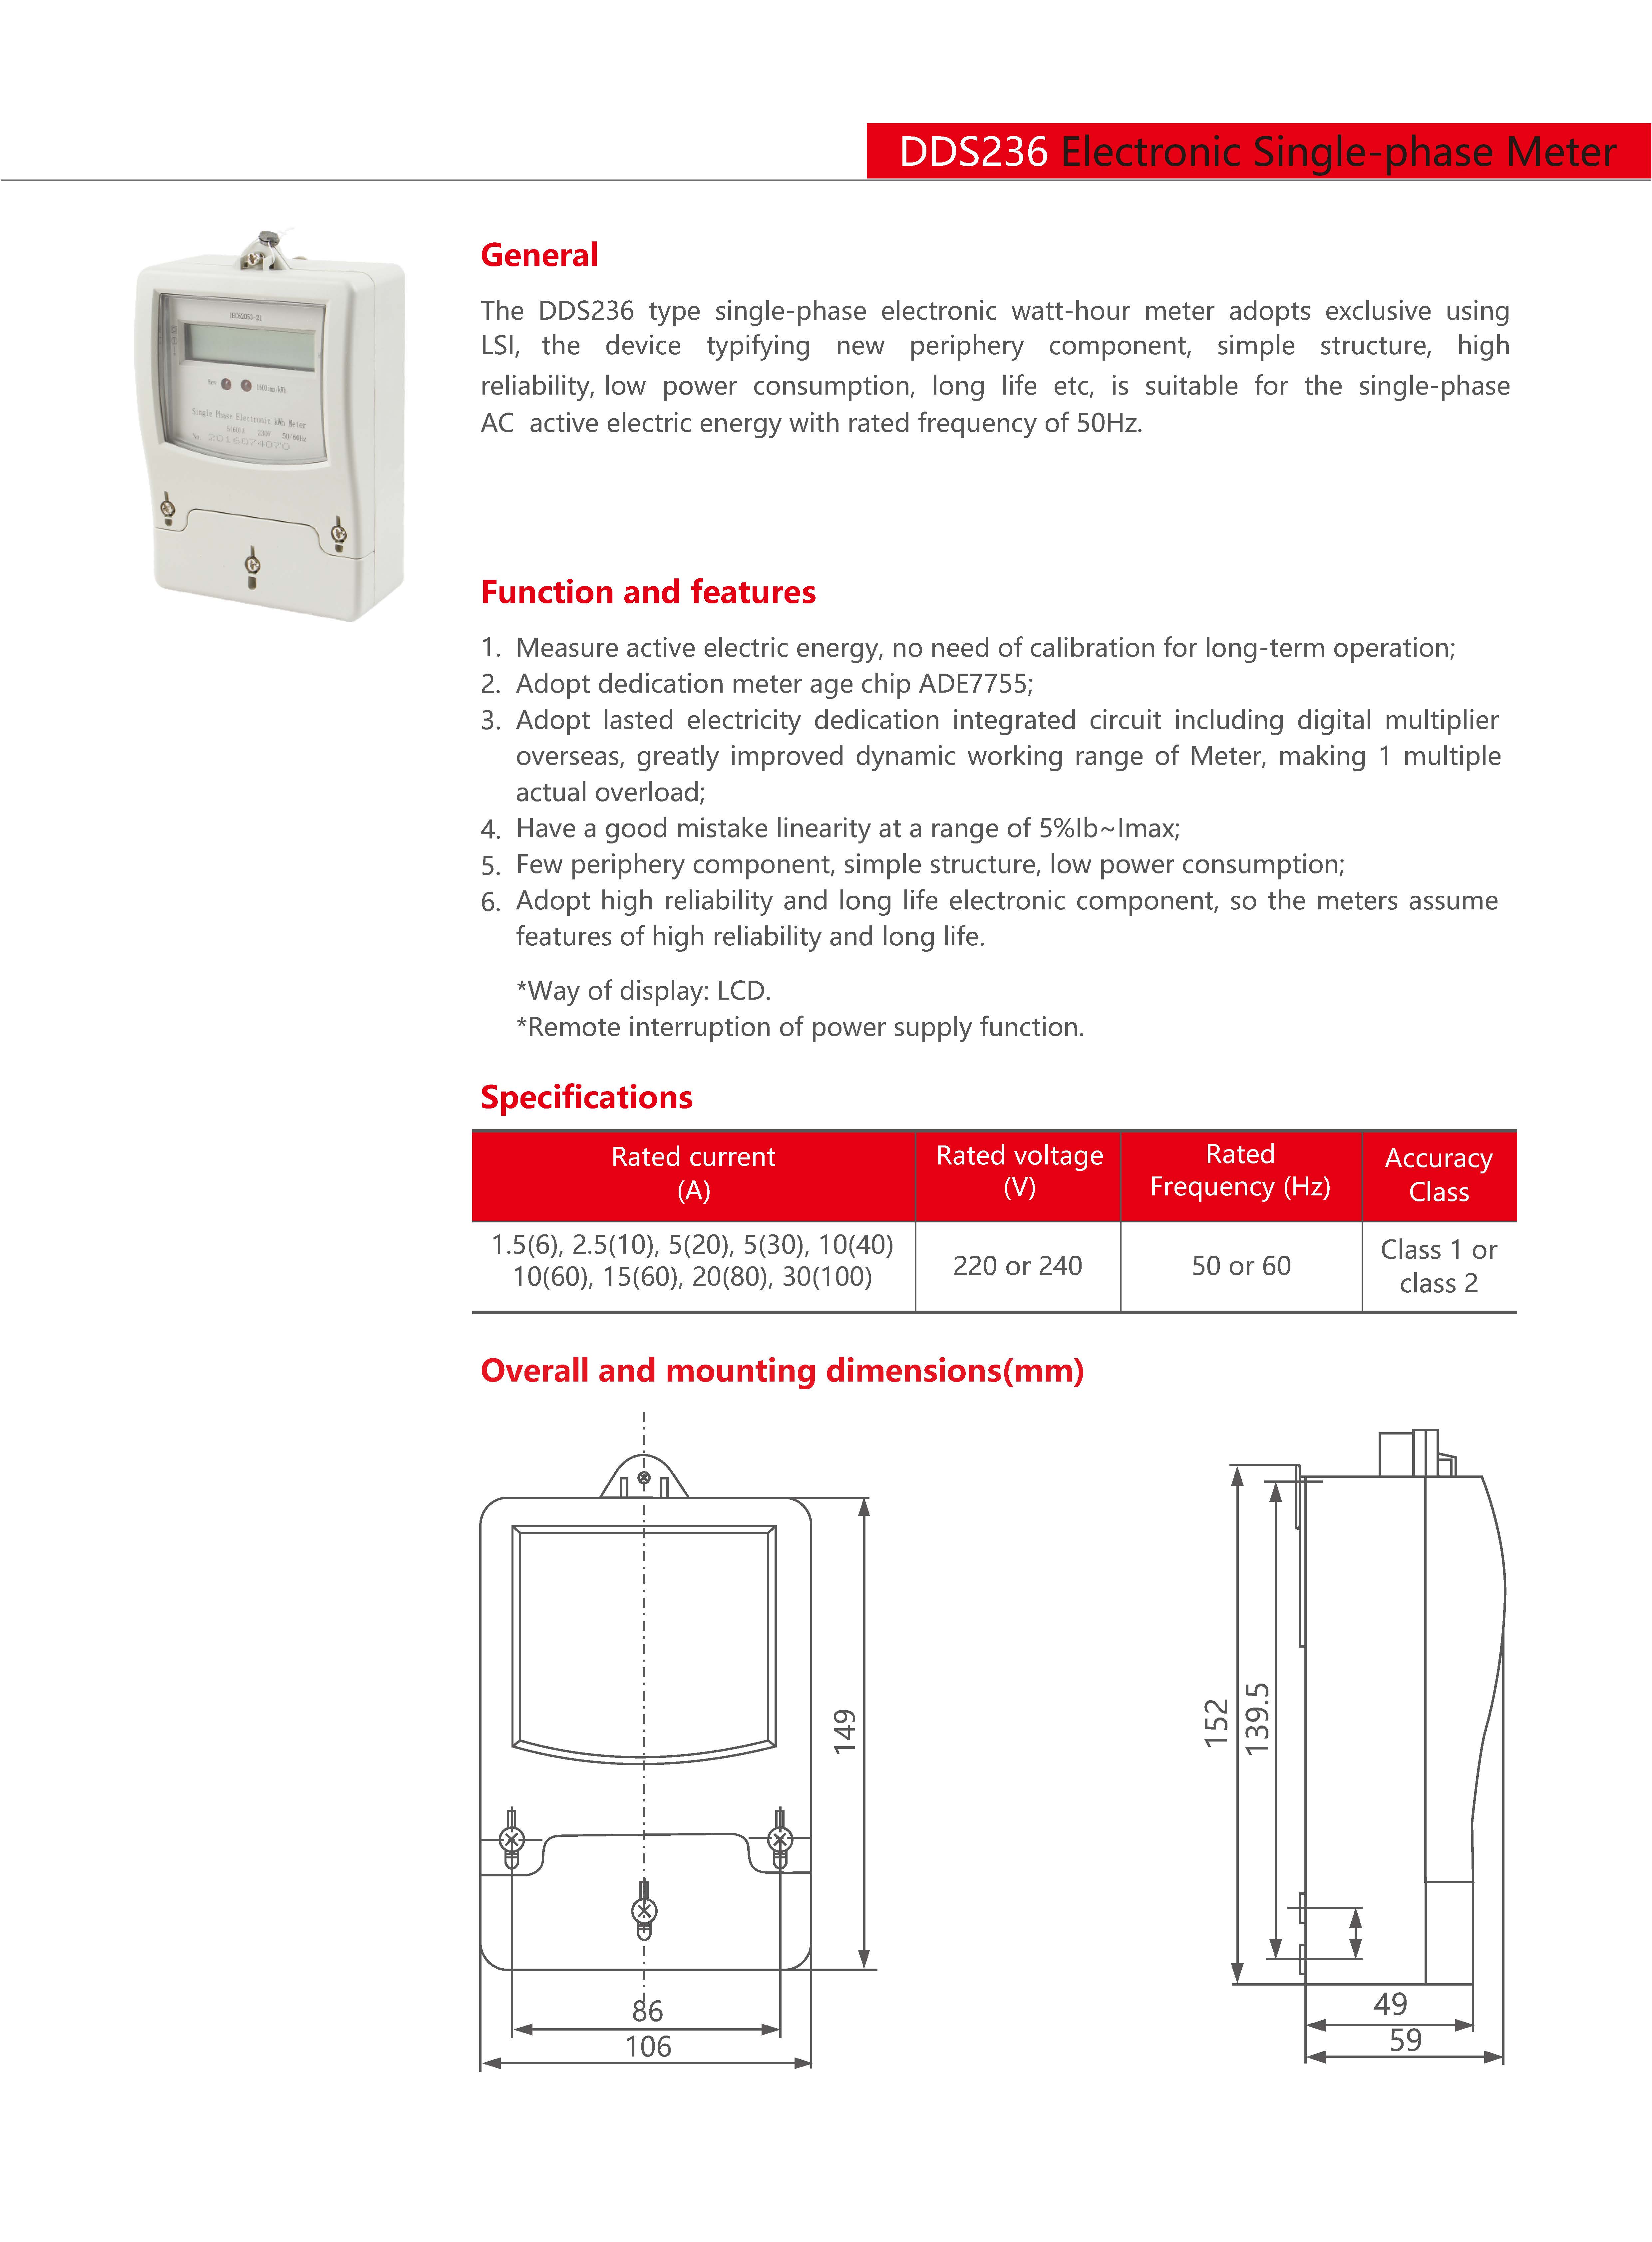 DDS236 Electronic Single-phase Meter
General
The DDS236 type single-phase electronic watt-hour meter adopts exclusive using
LSI, the device typifying new periphery component, simple structure, high
reliability, low power consumption, long life etc, is suitable for the single-phase
AC active electric energy with rated frequency of 50Hz.
IEC62053-21
Single Phase Electronic kWh Meter
230V 50/60Hz
No 2016074070
Function and features
1. Measure active electric energy, no need of calibration for long-term operation;
2. Adopt dedication meter age chip ADE7755;
3. Adopt lasted electricity dedication integrated circuit including digital multiplier
overseas, greatly improved dynamic working range of Meter, making 1 multiple
actual overload;
4. Have a good mistake linearity at a range of 5%Ib~Imax;
5. Few periphery component, simple structure, low power consumption;
6. Adopt high reliability and long life electronic component, so the meters assume
features of high reliability and long life.
*Way of display: LCD.
*Remote interruption of power supply function.
Specifications
Rated current
(A)
Rated voltage
(V)
Rated
Frequency (Hz)
Accuracy
Class
1.5(6), 2.5(10), 5(20), 5(30), 10(40)
10(60), 15(60), 20(80), 30(100)
220 or 240
50 or 60
Class 1 or
class 2
Overall and mounting dimensions(mm)
149
86
106
152
139.5
49
59